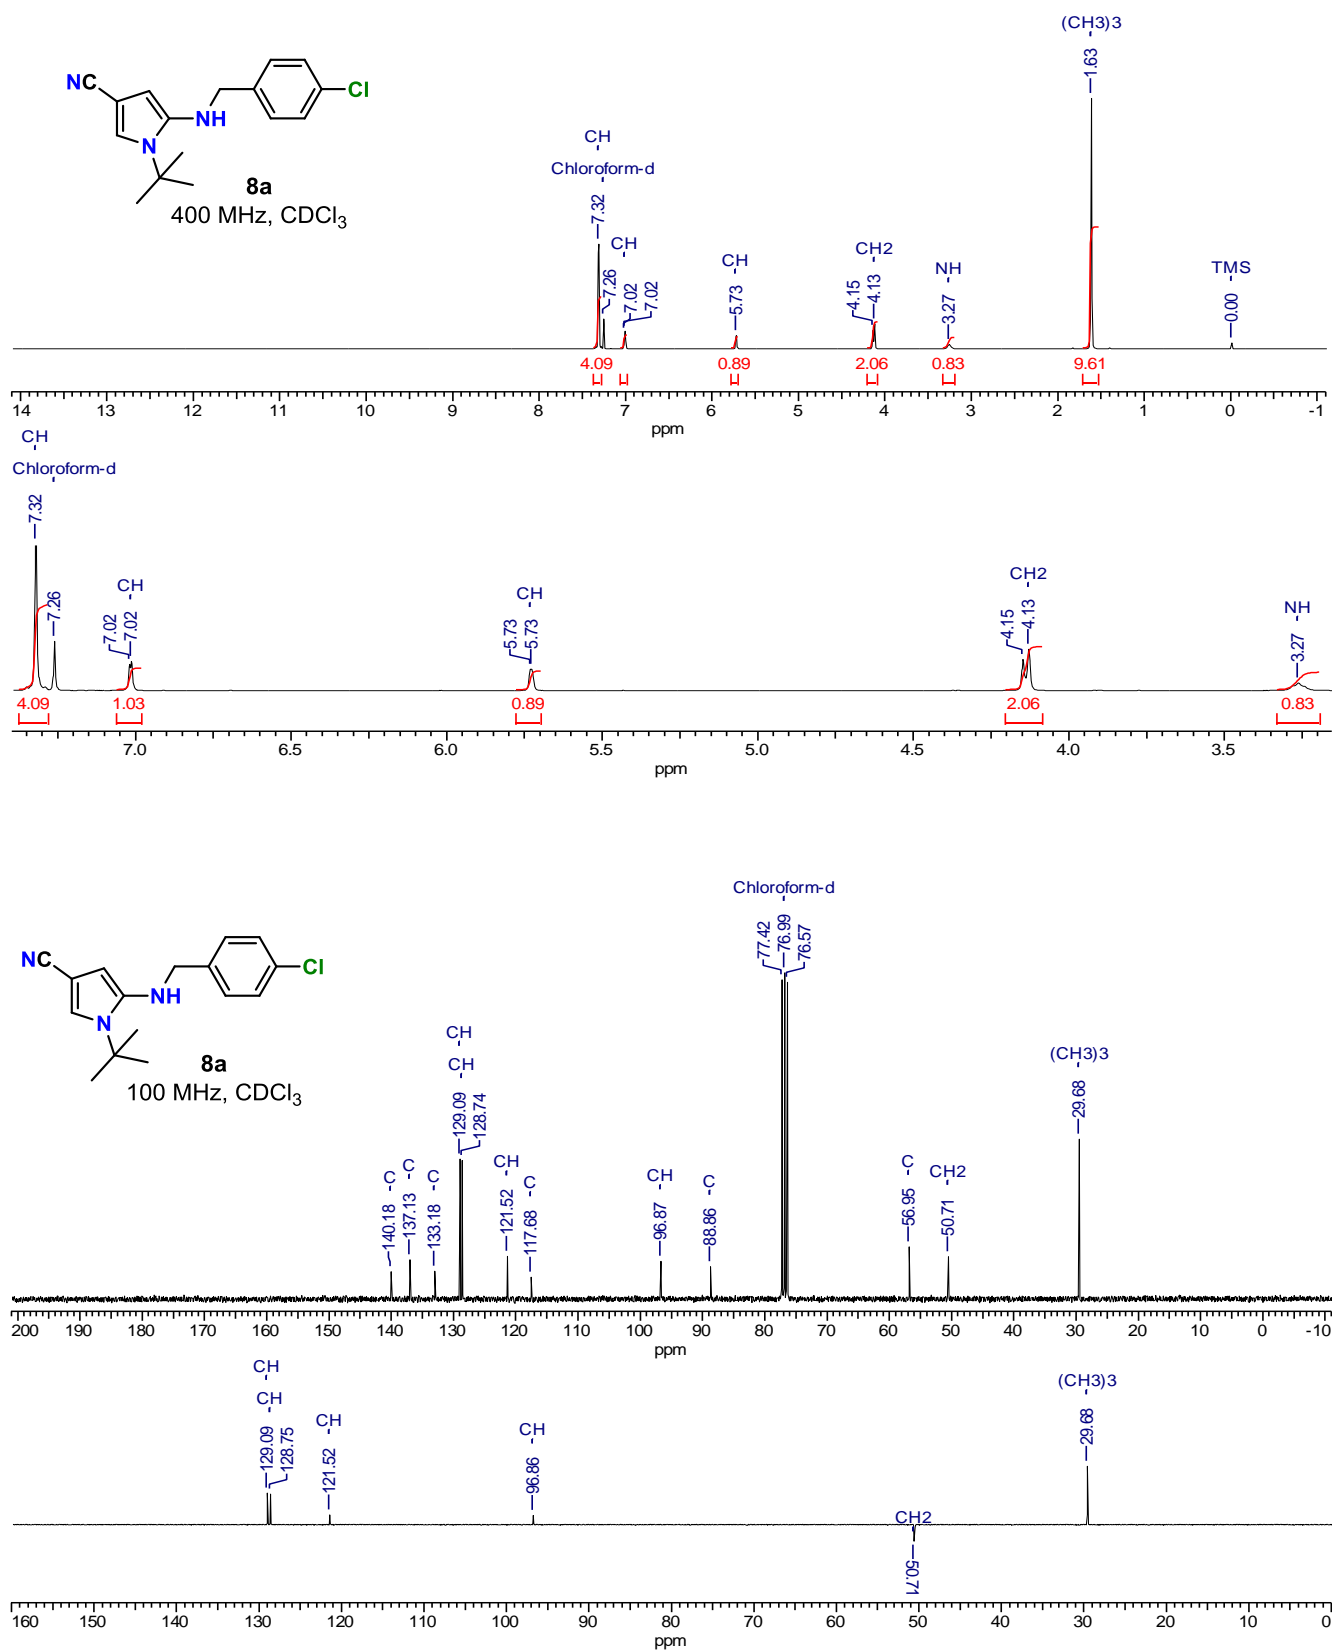 (CH3)3
1.63
NC
NH
Cl
N
8a
400 MHz, CDCl3
CH
Chloroform-d
7.32
7.26
CH
7.02
7.02
CH
5.73
CH2
4.15
4.13
NH
3.27
TMS
0.00
4.09
0.89
2.06
0.83
9.61
14 13 12 11 10 9 8 7 6 5 4 3 2 1 0 -1
ppm
CH
Chloroform-d
7.32
7.26
CH
7.02
7.02
CH
5.73
5.73
CH2
4.15
4.13
NH
3.27
4.09
1.03
0.89
2.06
0.83
7.0 6.5 6.0 5.5 5.0 4.5 4.0 3.5
ppm
NC
NH
Cl
N
8a
100 MHz, CDCl3
Chloroform-d
77.42
76.99
76.57
C
140.18
C
137.13
C
133.18
CH
CH
129.09
128.74
CH
121.52
C
117.68
CH
96.87
C
88.86
C
56.95
CH2
50.71
(CH3)3
29.68
200 190 180 170 160 150 140 130 120 110 100 90 80 70 60 50 40 30 20 10 0 -10
ppm
CH
CH
129.09
128.75
CH
121.52
CH
96.86
CH2
50.71
(CH3)3
29.68
160 150 140 130 120 110 100 90 80 70 60 50 40 30 20 10 0
ppm